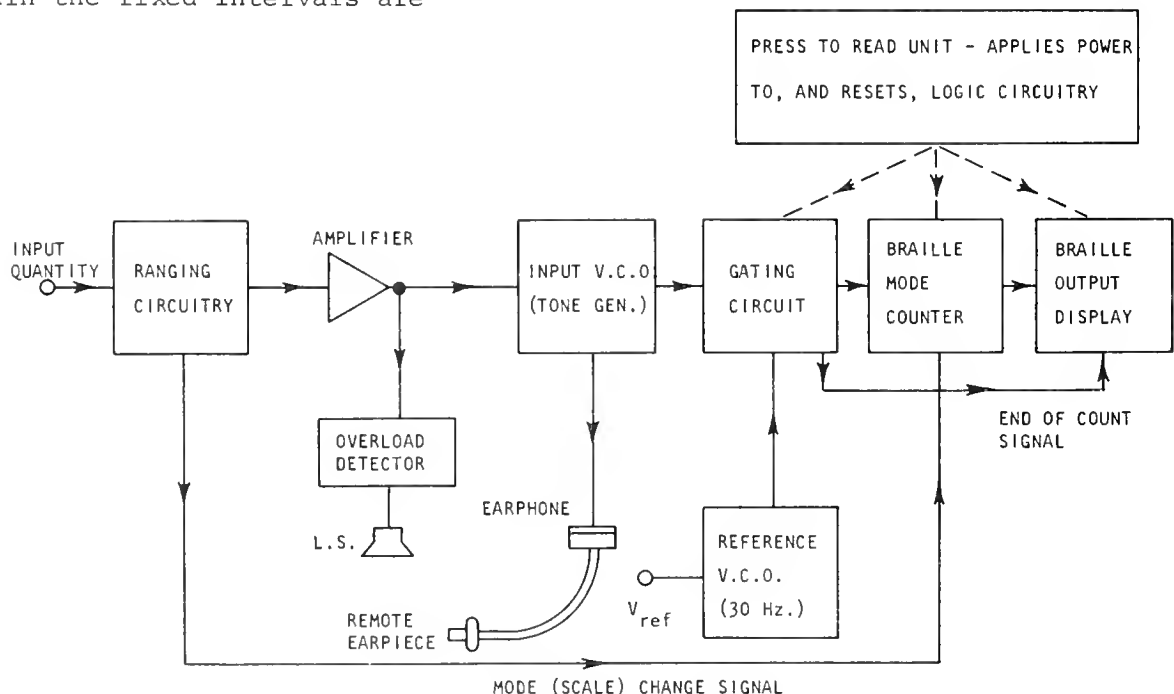 in the fixed intervals are
PRESS TO READ UNIT - APPLIES POWER
TO, AND RESETS, LOGIC CIRCUITRY
INPUT
QUANTITY
RANGING
CIRCUITRY
AMPLIFIER
INPUT V.C.O
(TONE GEN.)
GATING
CIRCUIT
BRAILLE
MODE
COUNTER
BRAILLE
OUTPUT
DISPLAY
OVERLOAD
DETECTOR
L.S.
EARPHONE
REMOTE
EARPIECE
V ref
REFERENCE
V.C.O.
(30 Hz.)
END OF COUNT
SIGNAL
MODE (SCALE) CHANGE SIGNAL